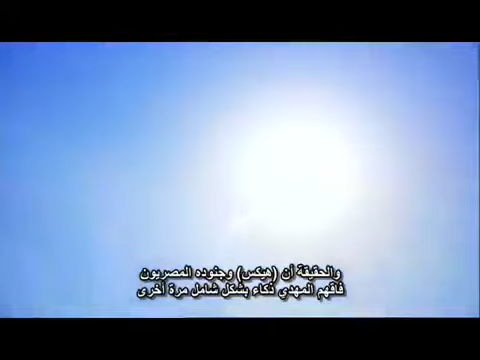 والحقيقة أن (هيكس) وجنوده المصريون
فاقهم المهدي ذكاء بشكل شامل مرة أخرى